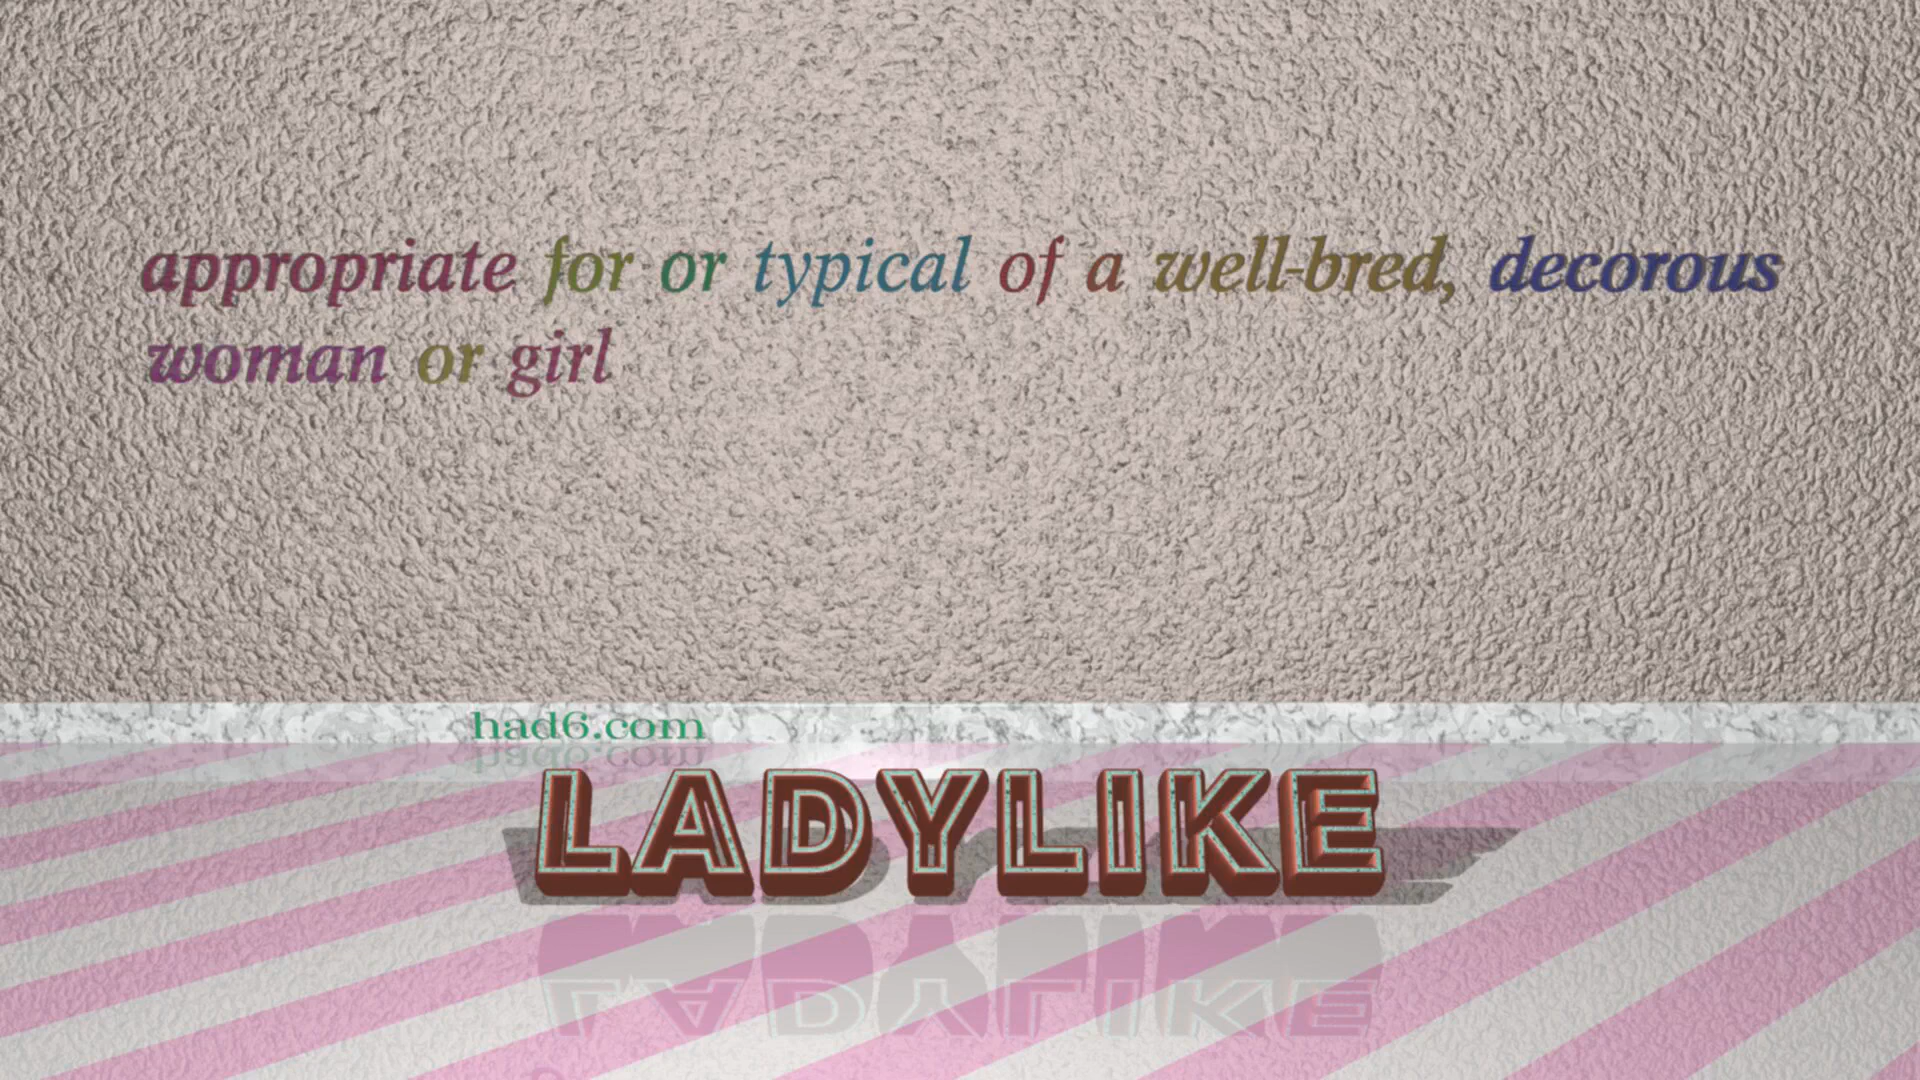 appropriate for or typical of a well-bred, decorous
woman or girl
had6.com
LADYLIKE